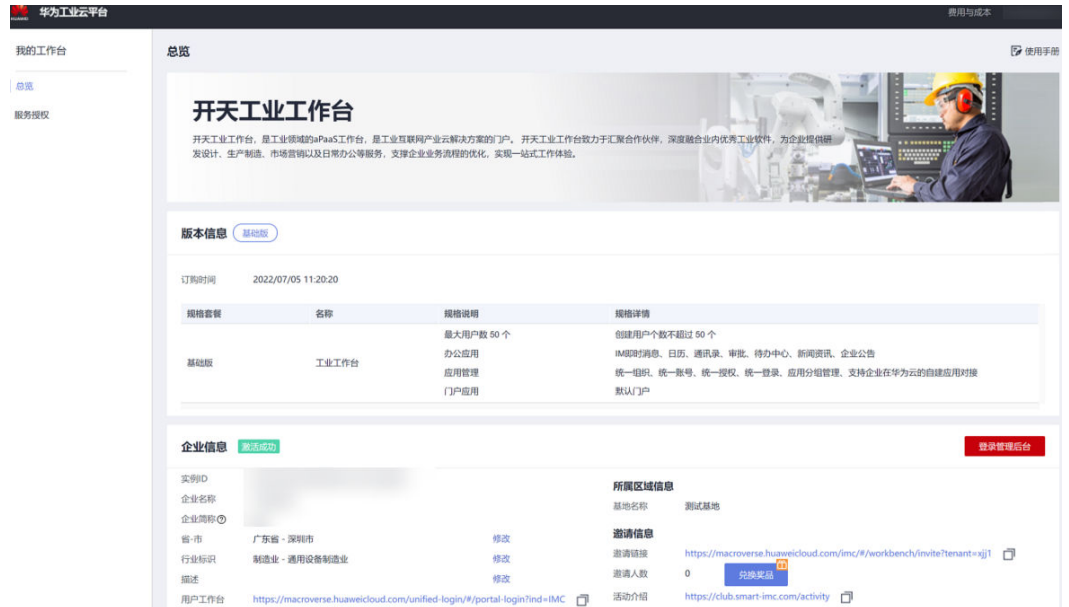 HUAWEI 华为工业云平台
费用与成本
我的工作台
总览
服务授权
总览
使用手册
开天工业工作台
开天工业工作台，是工业领域的aPaaS工作台，是工业互联网产业云解决方案的门户。 开天工业工作台致力于汇聚合作伙伴，深度融合业内优秀工业软件，为企业提供研
发设计、生产制造、市场营销以及日常办公等服务，支撑企业业务流程的优化，实现一站式工作体验。
版本信息 基础版
订购时间 2022/07/05 11:20:20
规格套餐 名称 规格说明 规格详情
最大用户数 50 个 创建用户个数不超过 50 个
办公应用 IM即时消息、日历、通讯录、审批、待办中心、新闻资讯、企业公告
基础版 工业工作台
应用管理 统一组织、统一账号、统一授权、统一登录、应用分组管理、支持企业在华为云的自建应用对接
门户应用 默认门户
企业信息 激活成功
登录管理后台
实例ID
企业名称
企业简称
省-市 广东省 - 深圳市 修改
行业标识 制造业 - 通用设备制造业 修改
描述 修改
用户工作台 https://macroverse.huaweicloud.com/unified-login/#/portal-login?ind=IMC
所属区域信息
基地名称 测试基地
邀请信息
邀请链接 https://macroverse.huaweicloud.com/imc/#/workbench/invite?tenant=xjj1
邀请人数 0 兑换奖品
活动介绍 https://club.smart-imc.com/activity